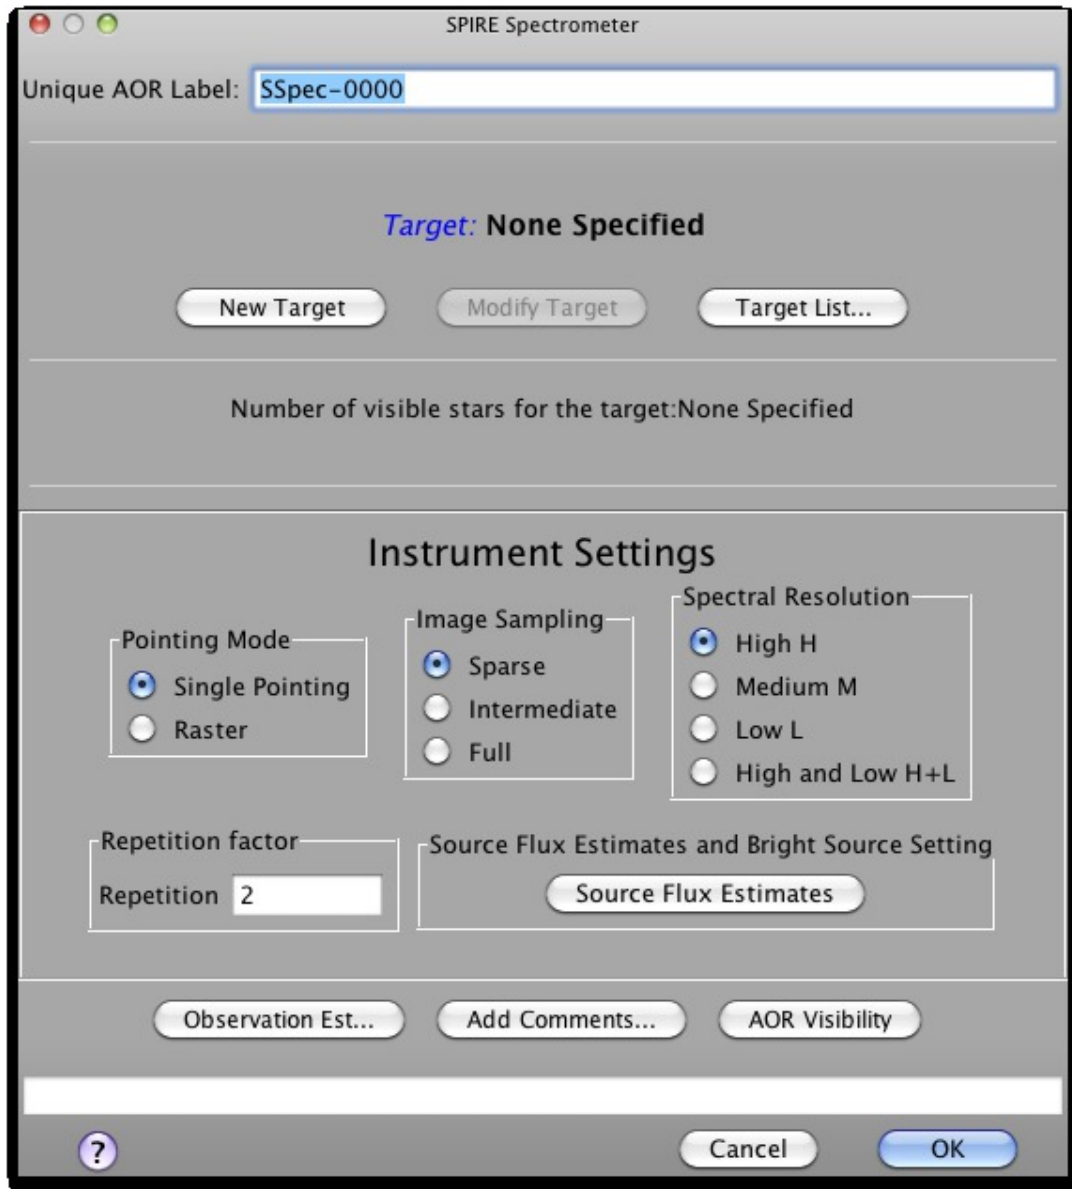 SPIRE Spectrometer
Unique AOR Label: SSpec-0000
Target: None Specified
New Target Modify Target Target List...
Number of visible stars for the target:None Specified
Instrument Settings
Pointing Mode
Single Pointing
Raster
Image Sampling
Sparse
Intermediate
Full
Spectral Resolution
High H
Medium M
Low L
High and Low H+L
Repetition factor
Repetition 2
Source Flux Estimates and Bright Source Setting
Source Flux Estimates
Observation Est... Add Comments... AOR Visibility
? Cancel OK